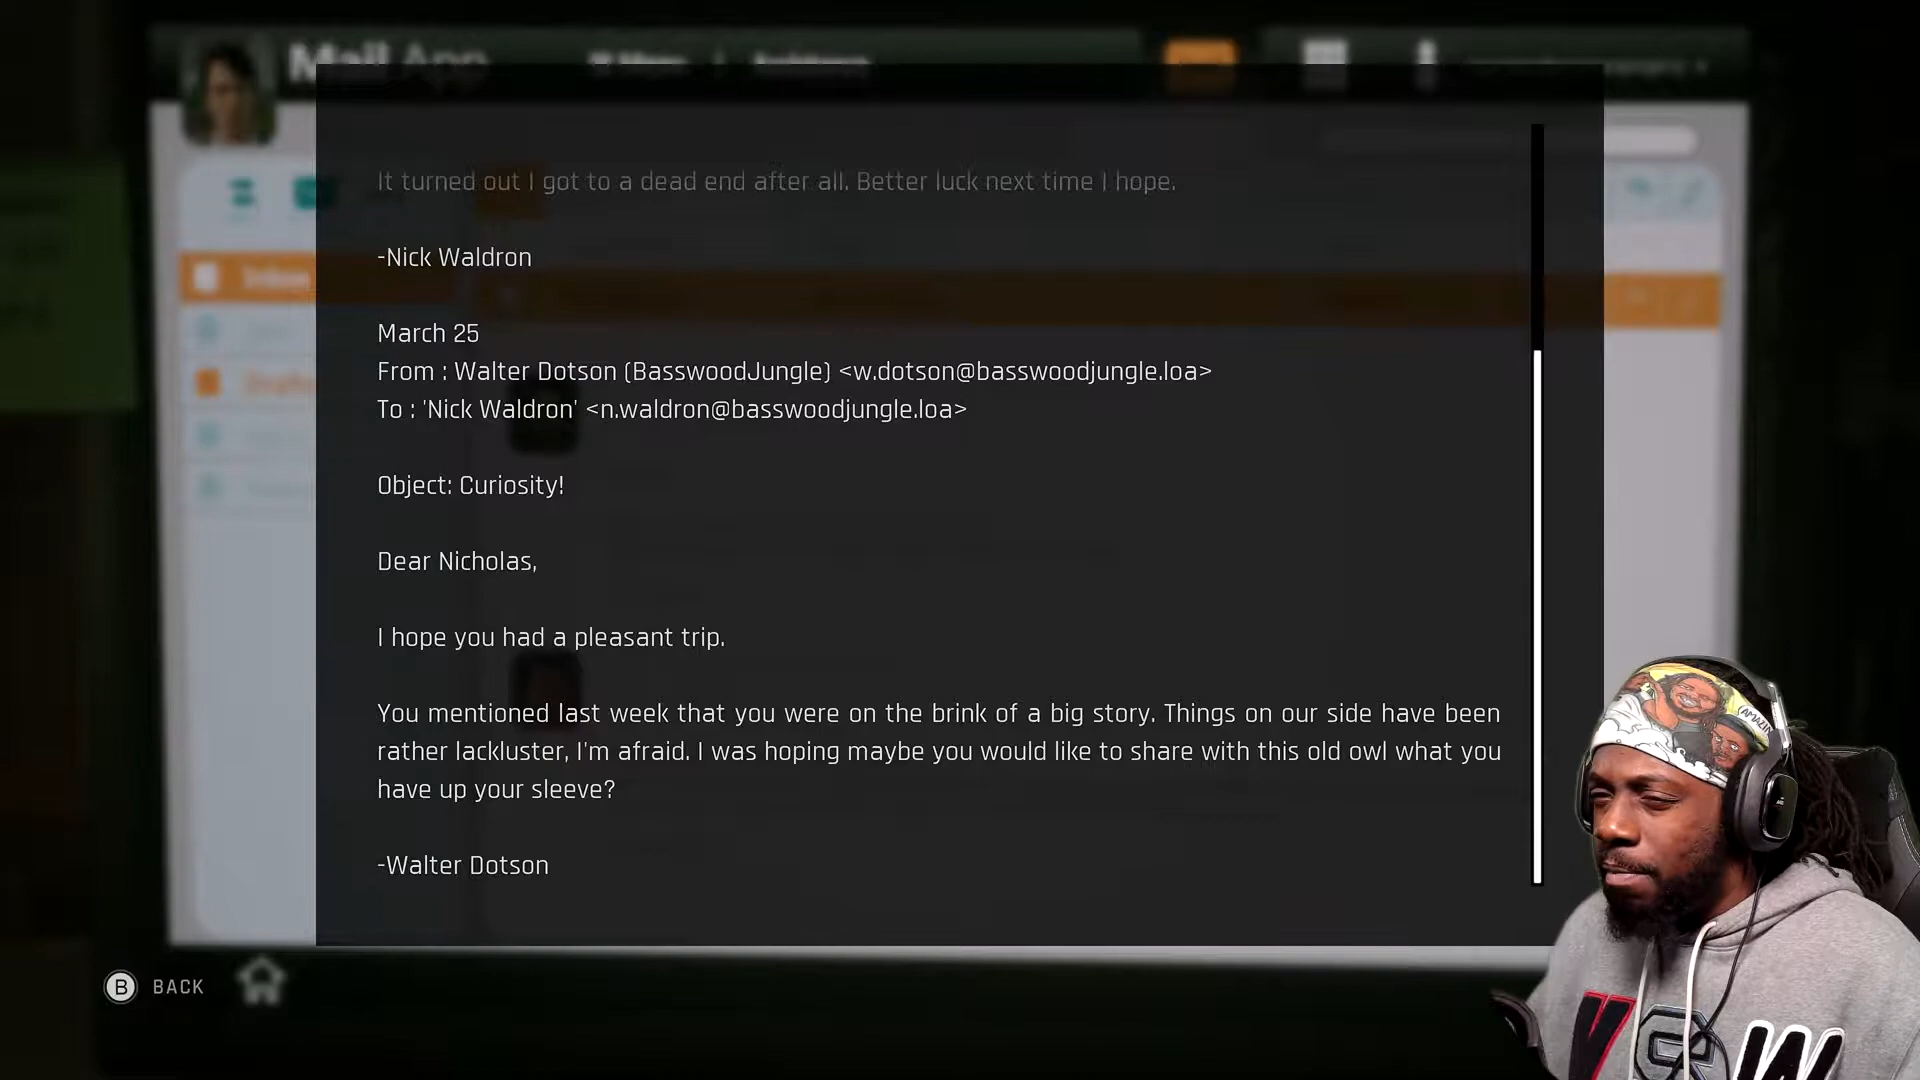 Mail App
It turned out I got to a dead end after all. Better luck next time I hope.
-Nick Waldron
March 25
From : Walter Dotson (BasswoodJungle) <w.dotson@basswoodjungle.loa>
To : 'Nick Waldron' <n.waldron@basswoodjungle.loa>
Object: Curiosity!
Dear Nicholas,
I hope you had a pleasant trip.
You mentioned last week that you were on the brink of a big story. Things on our side have been
rather lackluster, I'm afraid. I was hoping maybe you would like to share with this old owl what you
have up your sleeve?
-Walter Dotson
Inbox
B BACK